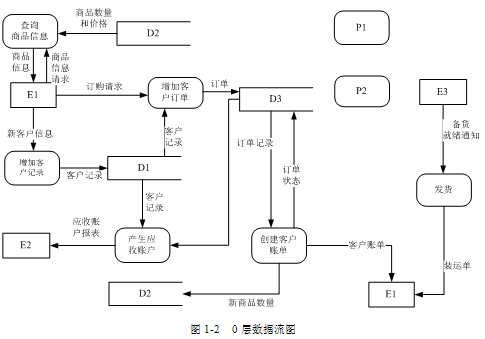 查询
商品信息
商品数量
和价格
D2
P1
商品
信息
商品
信息
请求
E1
订购请求
增加客
户订单
订单
D3
P2
E3
新客户信息
客户
记录
订单记录
订单
状态
备货
就绪通知
增加客
户记录
客户记录
D1
发货
客户
记录
应收账
户报表
E2
产生应
收账户
创建客户
账单
客户账单
装运单
D2
新商品数量
E1
图 1-2 0 层数据流图